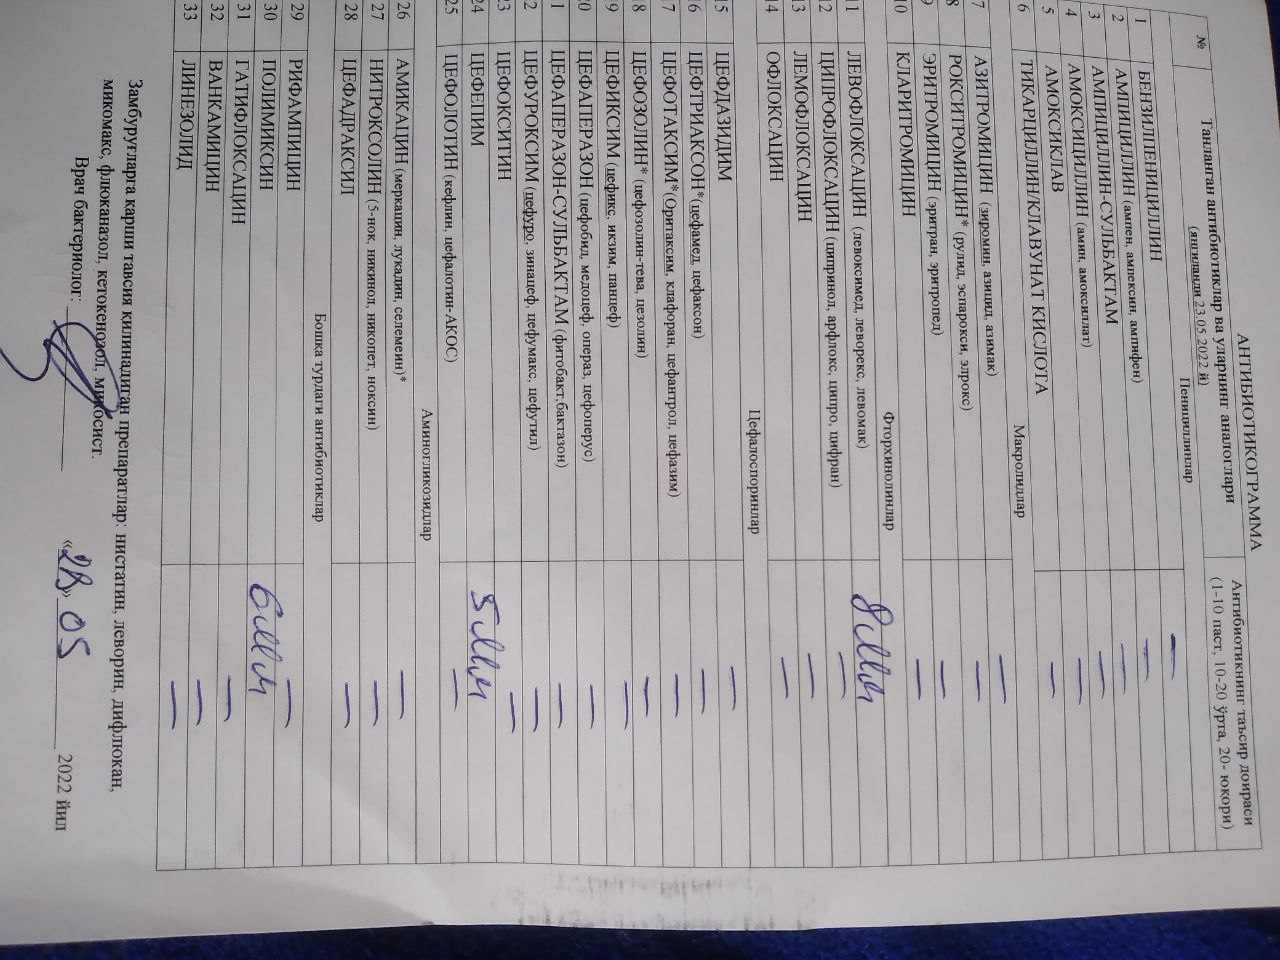 АНТИБИОТИКОГРАММА
№ Танланган антибиотиклар ва уларнинг аналоглари Антибиотикнинг таъсир доираси
(янгиланди 23.05.2022 й) (1-10 паст, 10-20 ўрта, 20- юқори)
Пенициллинлар
1 БЕНЗИЛПЕНИЦИЛЛИН —
2 АМПИЦИЛЛИН (ампен, ампексин, ампифен) —
3 АМПИЦИЛЛИН-СУЛЬБАКТАМ —
4 АМОКСИЦИЛЛИН (амин, амоксиллат) —
5 АМОКСИКЛАВ —
6 ТИКАРЦИЛЛИН/КЛАВУНАТ КИСЛОТА —
Макролидлар
7 АЗИТРОМИЦИН (зиромин, азицид, азимак) —
8 РОКСИТРОМИЦИН* (рулид, эспарокси, элрокс) —
9 ЭРИТРОМИЦИН (эритран, эритропед) —
10 КЛАРИТРОМИЦИН —
Фторхинолинлар
11 ЛЕВОФЛОКСАЦИН (левоксимед, леворекс, левомак) 8мм
12 ЦИПРОФЛОКСАЦИН (ципринол, арфлокс, ципро, цифран) —
13 ЛЕМОФЛОКСАЦИН —
14 ОФЛОКСАЦИН —
Цефалоспоринлар
15 ЦЕФДАЗИДИМ —
16 ЦЕФТРИАКСОН*(цефамед, цефаксон) —
17 ЦЕФОТАКСИМ*(Оритаксим, клафоран, цефантрол, цефазим) —
18 ЦЕФОЗОЛИН* (цефозолин-тева, цезолин) —
19 ЦЕФИКСИМ (цефикс, икзим, панцеф) —
20 ЦЕФАПЕРАЗОН (цефобид, медоцеф, операз, цефоперус) —
21 ЦЕФАПЕРАЗОН-СУЛЬБАКТАМ (фитобакт,бактазон) —
22 ЦЕФУРОКСИМ (цефуро, зинацеф, цефумакс, цефутил) —
23 ЦЕФОКСИТИН —
24 ЦЕФЕПИМ 5мм
25 ЦЕФОЛОТИН (кефлин, цефалотин-АКОС) —
Аминогликозидлар
26 АМИКАЦИН (меркацин, лукадин, селемеин)* —
27 НИТРОКСОЛИН (5-нок, никинол, никопет, ноксин) —
28 ЦЕФАДРАКСИЛ —
Бошқа турдаги антибиотиклар
29 РИФАМПИЦИН —
30 ПОЛИМИКСИН 6мм
31 ГАТИФЛОКСАЦИН —
32 ВАНКАМИЦИН —
33 ЛИНЕЗОЛИД —
Замбуруғларга қарши тавсия қилинадиган препаратлар: нистатин, леворин, дифлюкан,
микомакс, флюканазол, кетокенозол, микосист.
Врач бактериолог: «28» 05 2022 йил